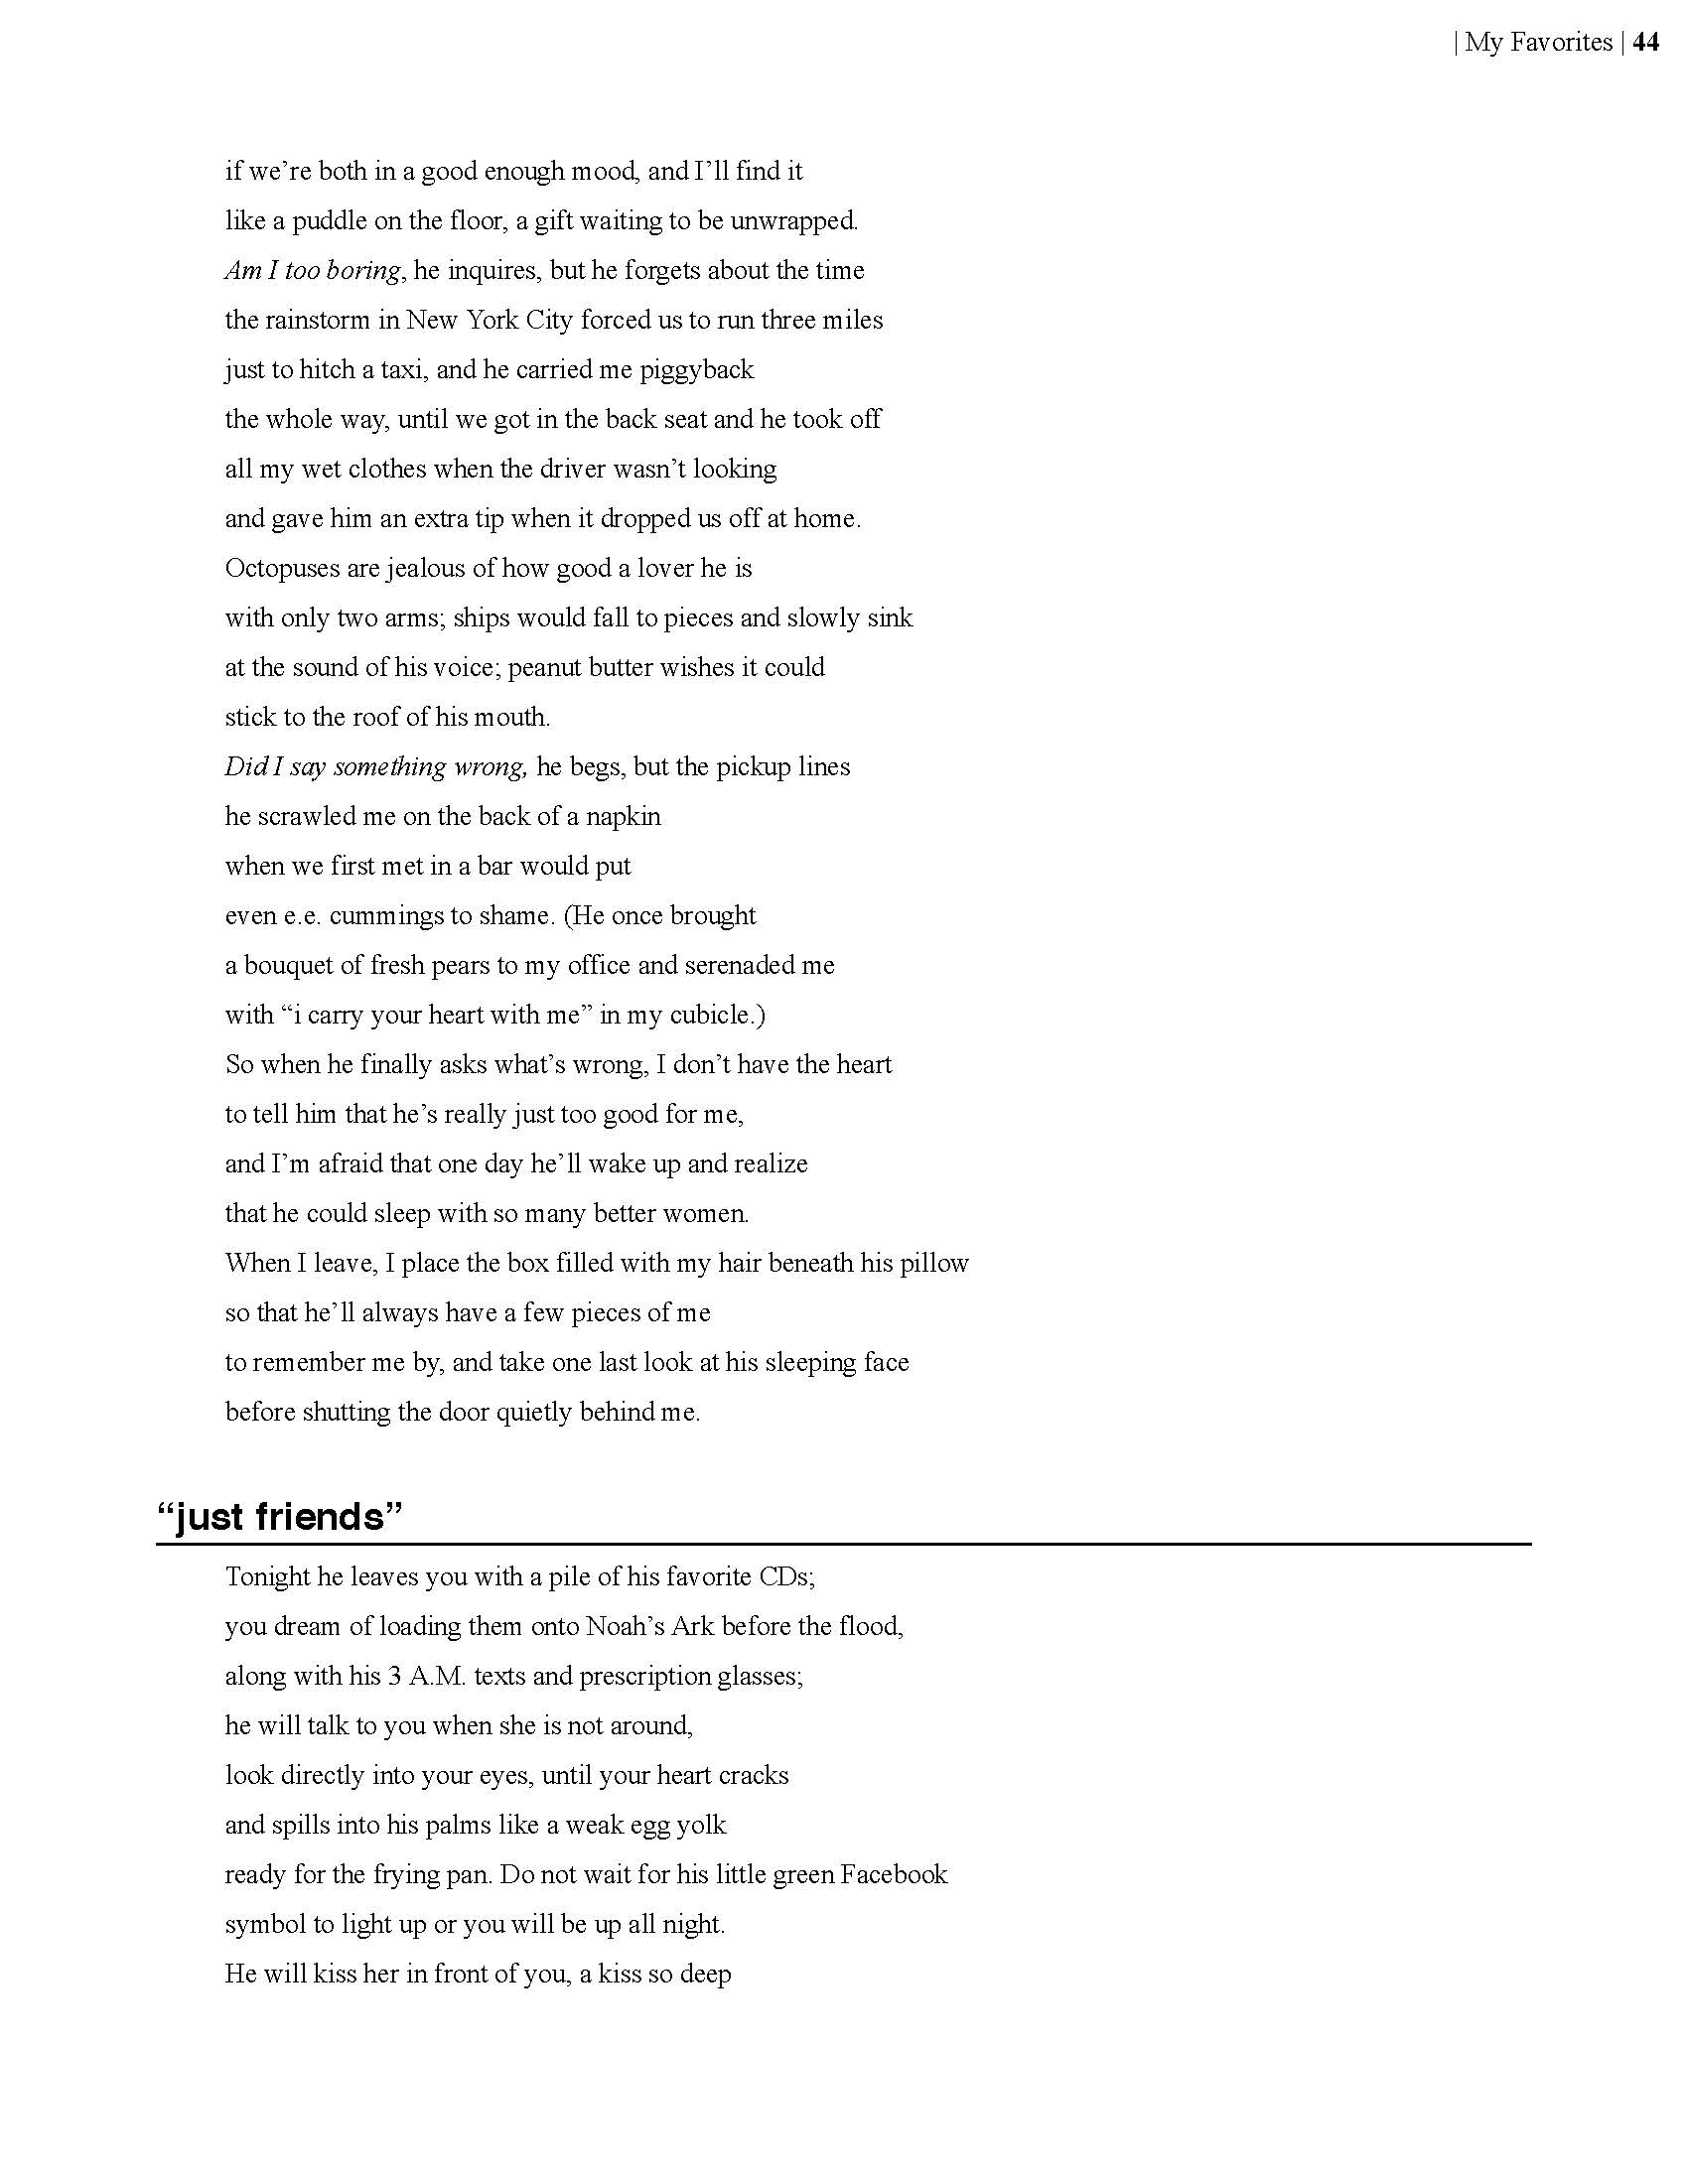 | My Favorites | 44
if we’re both in a good enough mood, and I’ll find it
like a puddle on the floor, a gift waiting to be unwrapped.
Am I too boring, he inquires, but he forgets about the time
the rainstorm in New York City forced us to run three miles
just to hitch a taxi, and he carried me piggyback
the whole way, until we got in the back seat and he took off
all my wet clothes when the driver wasn’t looking
and gave him an extra tip when it dropped us off at home.
Octopuses are jealous of how good a lover he is
with only two arms; ships would fall to pieces and slowly sink
at the sound of his voice; peanut butter wishes it could
stick to the roof of his mouth.
Did I say something wrong, he begs, but the pickup lines
he scrawled me on the back of a napkin
when we first met in a bar would put
even e.e. cummings to shame. (He once brought
a bouquet of fresh pears to my office and serenaded me
with “i carry your heart with me” in my cubicle.)
So when he finally asks what’s wrong, I don’t have the heart
to tell him that he’s really just too good for me,
and I’m afraid that one day he’ll wake up and realize
that he could sleep with so many better women.
When I leave, I place the box filled with my hair beneath his pillow
so that he’ll always have a few pieces of me
to remember me by, and take one last look at his sleeping face
before shutting the door quietly behind me.
“just friends”
Tonight he leaves you with a pile of his favorite CDs;
you dream of loading them onto Noah’s Ark before the flood,
along with his 3 A.M. texts and prescription glasses;
he will talk to you when she is not around,
look directly into your eyes, until your heart cracks
and spills into his palms like a weak egg yolk
ready for the frying pan. Do not wait for his little green Facebook
symbol to light up or you will be up all night.
He will kiss her in front of you, a kiss so deep